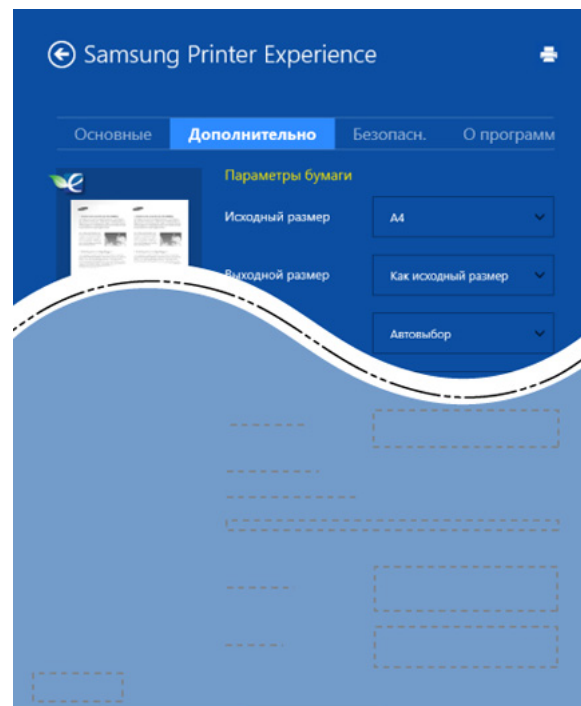 Samsung Printer Experience
Основные Дополнительно Безопасн. О программ
Параметры бумаги
Исходный размер A4
Выходной размер Как исходный размер
Автовыбор